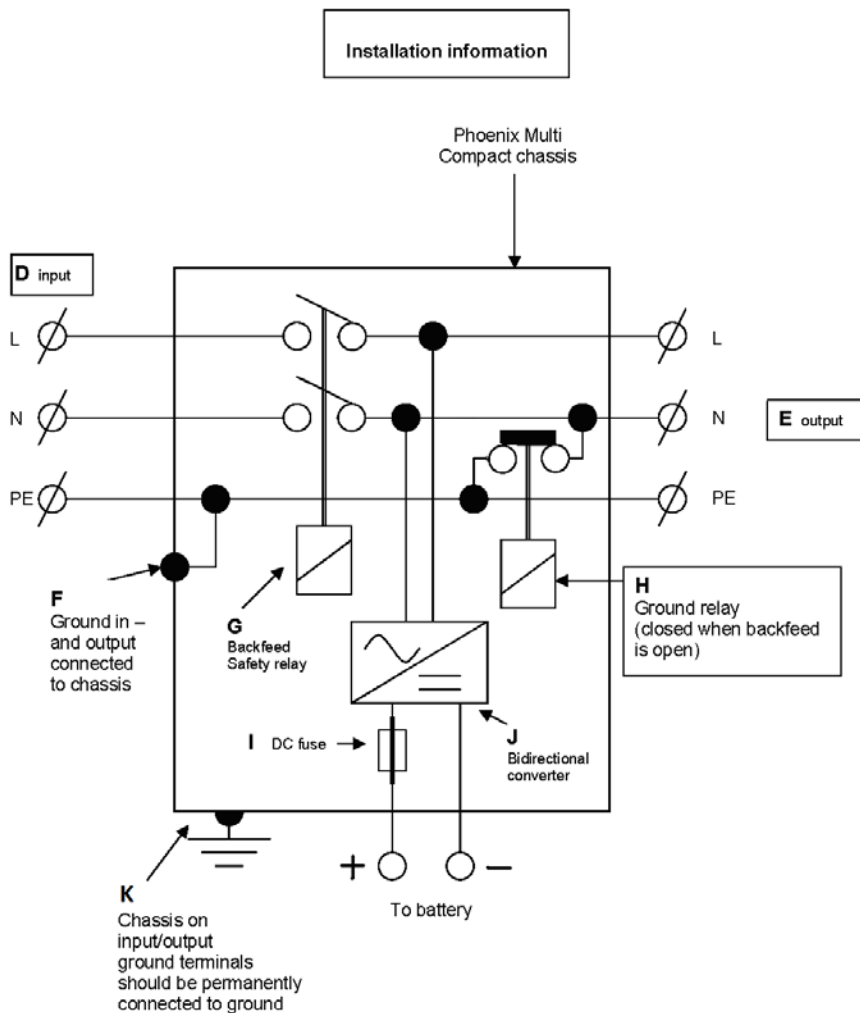 Installation information
Phoenix Multi
Compact chassis
D input
L
L
N
N
E output
PE
PE
F
Ground in –
and output
connected
to chassis
G
Backfeed
Safety relay
H
Ground relay
(closed when backfeed
is open)
I DC fuse
J
Bidirectional
converter
+
–
To battery
K
Chassis on
input/output
ground terminals
should be permanently
connected to ground